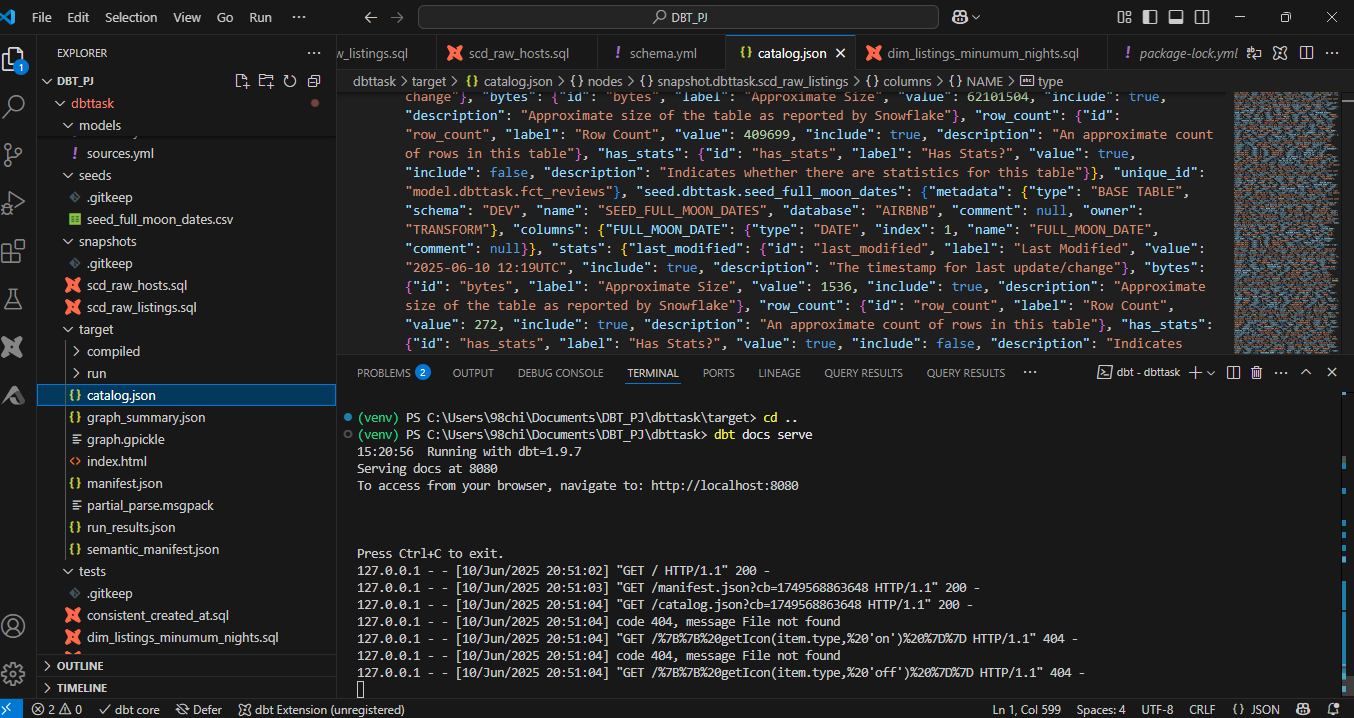 File Edit Selection View Go Run ··· DBT_PJ
EXPLORER ···
DBT_PJ
dbttask
models
! sources.yml
seeds
.gitkeep
seed_full_moon_dates.csv
snapshots
.gitkeep
scd_raw_hosts.sql
scd_raw_listings.sql
target
compiled
run
{} catalog.json
{} graph_summary.json
graph.gpickle
<> index.html
{} manifest.json
partial_parse.msgpack
{} run_results.json
{} semantic_manifest.json
tests
.gitkeep
consistent_created_at.sql
dim_listings_minumum_nights.sql
OUTLINE
TIMELINE
1
w_listings.sql scd_raw_hosts.sql ! schema.yml {} catalog.json dim_listings_minumum_nights.sql ! package-lock.yml ···
dbttask > target > {} catalog.json > {} nodes > {} snapshot.dbttask.scd_raw_listings > {} columns > {} NAME > type
change"}, "bytes": {"id": "bytes", "label": "Approximate Size", "value": 62101504, "include": true,
"description": "Approximate size of the table as reported by Snowflake"}, "row_count": {"id":
"row_count", "label": "Row Count", "value": 409699, "include": true, "description": "An approximate count
of rows in this table"}, "has_stats": {"id": "has_stats", "label": "Has Stats?", "value": true,
"include": false, "description": "Indicates whether there are statistics for this table"}}, "unique_id":
"model.dbttask.fct_reviews"}, "seed.dbttask.seed_full_moon_dates": {"metadata": {"type": "BASE TABLE",
"schema": "DEV", "name": "SEED_FULL_MOON_DATES", "database": "AIRBNB", "comment": null, "owner":
"TRANSFORM"}, "columns": {"FULL_MOON_DATE": {"type": "DATE", "index": 1, "name": "FULL_MOON_DATE",
"comment": null}}, "stats": {"last_modified": {"id": "last_modified", "label": "Last Modified", "value":
"2025-06-10 12:19UTC", "include": true, "description": "The timestamp for last update/change"}, "bytes":
{"id": "bytes", "label": "Approximate Size", "value": 1536, "include": true, "description": "Approximate
size of the table as reported by Snowflake"}, "row_count": {"id": "row_count", "label": "Row Count",
"value": 272, "include": true, "description": "An approximate count of rows in this table"}, "has_stats":
{"id": "has_stats", "label": "Has Stats?", "value": true, "include": false, "description": "Indicates
PROBLEMS 2 OUTPUT DEBUG CONSOLE TERMINAL PORTS LINEAGE QUERY RESULTS QUERY RESULTS ··· dbt - dbttask
(venv) PS C:\Users\98chi\Documents\DBT_PJ\dbttask\target> cd ..
(venv) PS C:\Users\98chi\Documents\DBT_PJ\dbttask> dbt docs serve
15:20:56  Running with dbt=1.9.7
Serving docs at 8080
To access from your browser, navigate to: http://localhost:8080
Press Ctrl+C to exit.
127.0.0.1 - - [10/Jun/2025 20:51:02] "GET / HTTP/1.1" 200 -
127.0.0.1 - - [10/Jun/2025 20:51:03] "GET /manifest.json?cb=1749568863648 HTTP/1.1" 200 -
127.0.0.1 - - [10/Jun/2025 20:51:04] "GET /catalog.json?cb=1749568863648 HTTP/1.1" 200 -
127.0.0.1 - - [10/Jun/2025 20:51:04] code 404, message File not found
127.0.0.1 - - [10/Jun/2025 20:51:04] "GET /%7B%7B%20getIcon(item.type,%20'on')%20%7D%7D HTTP/1.1" 404 -
127.0.0.1 - - [10/Jun/2025 20:51:04] code 404, message File not found
127.0.0.1 - - [10/Jun/2025 20:51:04] "GET /%7B%7B%20getIcon(item.type,%20'off')%20%7D%7D HTTP/1.1" 404 -
2 0 dbt core Defer dbt Extension (unregistered) Ln 1, Col 599 Spaces: 4 UTF-8 CRLF {} JSON